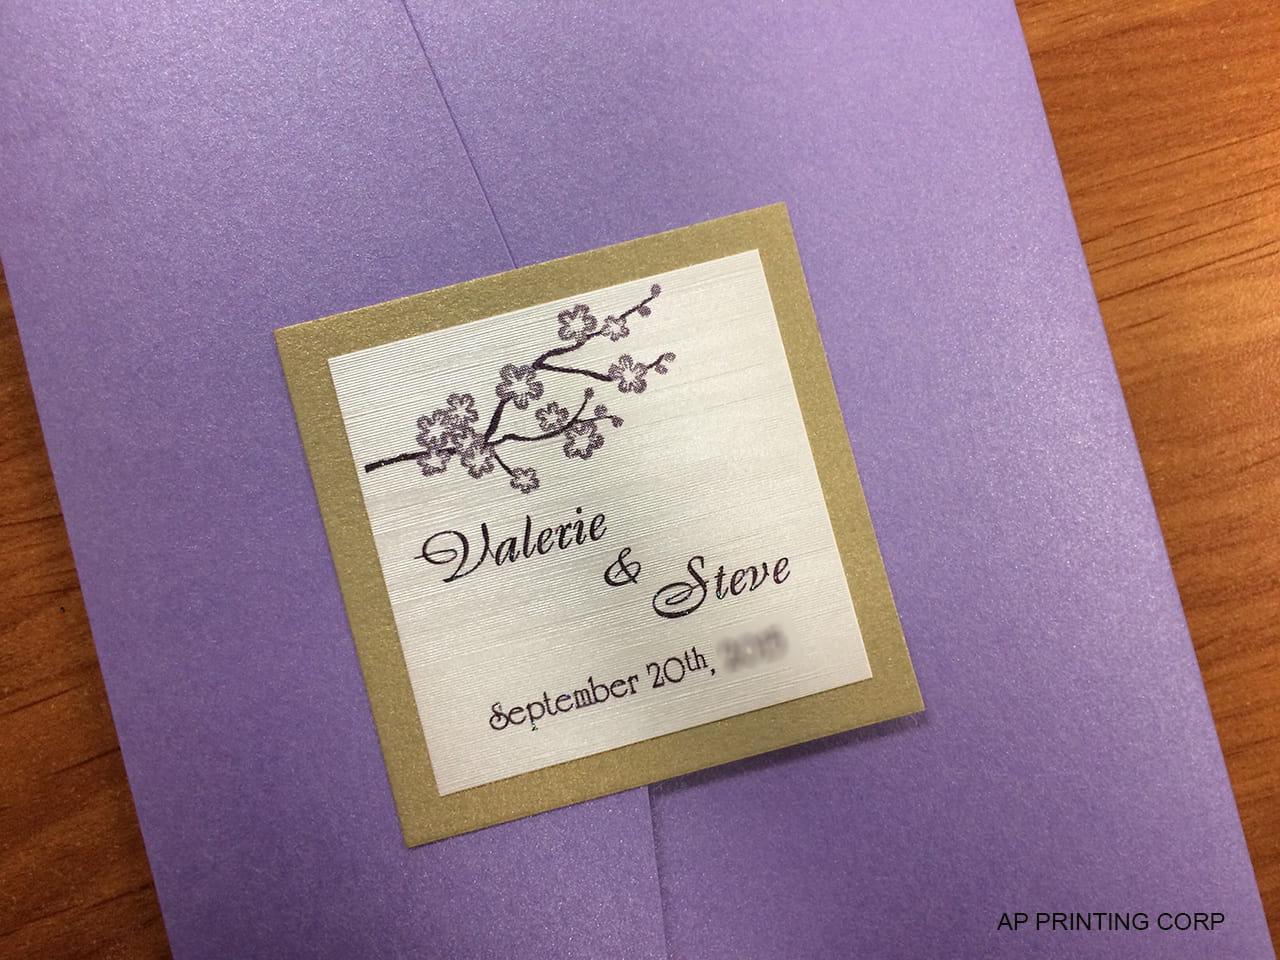 Valerie
&
Steve
September 20th,
AP PRINTING CORP